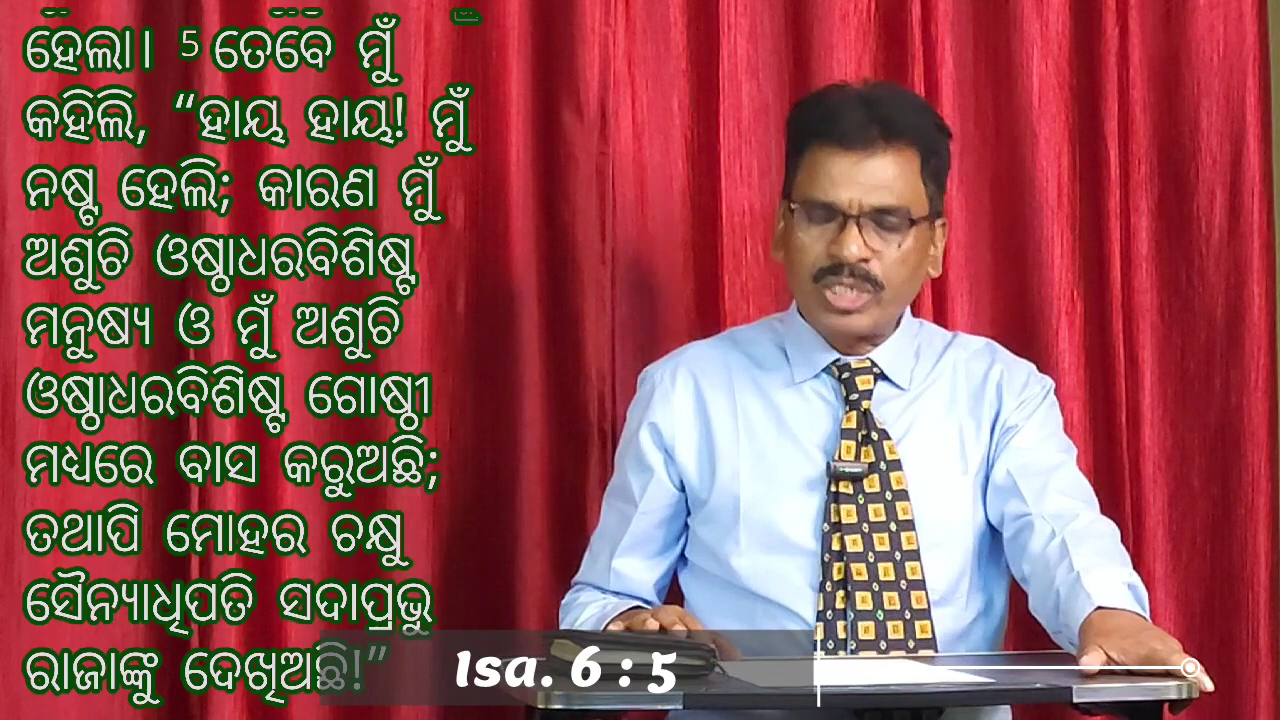 ହେଲା। 5 ତେବେ ମୁଁ
କହିଲି, “ହାୟ ହାୟ! ମୁଁ
ନଷ୍ଟ ହେଲି; କାରଣ ମୁଁ
ଅଶୁଚି ଓଷ୍ଠାଧରବିଶିଷ୍ଟ
ମନୁଷ୍ୟ ଓ ମୁଁ ଅଶୁଚି
ଓଷ୍ଠାଧରବିଶିଷ୍ଟ ଗୋଷ୍ଠୀ
ମଧ୍ୟରେ ବାସ କରୁଅଛି;
ତଥାପି ମୋହର ଚକ୍ଷୁ
ସୈନ୍ୟାଧିପତି ସଦାପ୍ରଭୁ
ରାଜାଙ୍କୁ ଦେଖିଅଛି!”
Isa. 6 : 5